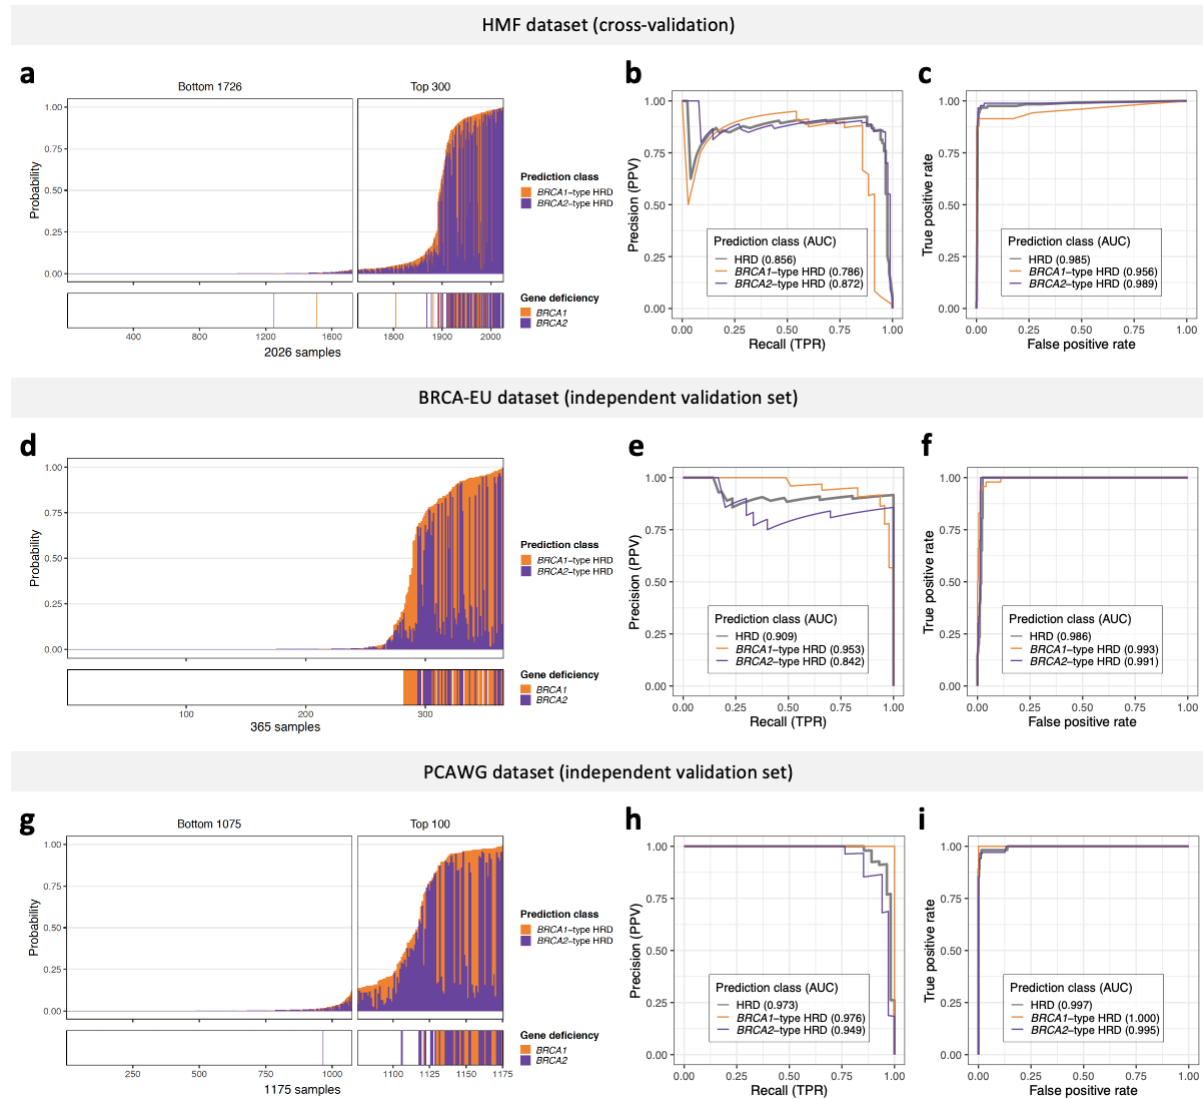 HMF dataset (cross-validation)
a
Bottom 1726
Top 300
Probability
1.00
0.75
0.50
0.25
0.00
Prediction class
BRCA1-type HRD
BRCA2-type HRD
Gene deficiency
BRCA1
BRCA2
400 800 1200 1600 1800 1900 2000
2026 samples
b
Precision (PPV)
1.00
0.75
0.50
0.25
0.00
Prediction class (AUC)
HRD (0.856)
BRCA1-type HRD (0.786)
BRCA2-type HRD (0.872)
0.00 0.25 0.50 0.75 1.00
Recall (TPR)
c
True positive rate
1.00
0.75
0.50
0.25
0.00
Prediction class (AUC)
HRD (0.985)
BRCA1-type HRD (0.956)
BRCA2-type HRD (0.989)
0.00 0.25 0.50 0.75 1.00
False positive rate
BRCA-EU dataset (independent validation set)
d
Probability
1.00
0.75
0.50
0.25
0.00
Prediction class
BRCA1-type HRD
BRCA2-type HRD
Gene deficiency
BRCA1
BRCA2
100 200 300
365 samples
e
Precision (PPV)
1.00
0.75
0.50
0.25
0.00
Prediction class (AUC)
HRD (0.909)
BRCA1-type HRD (0.953)
BRCA2-type HRD (0.842)
0.00 0.25 0.50 0.75 1.00
Recall (TPR)
f
True positive rate
1.00
0.75
0.50
0.25
0.00
Prediction class (AUC)
HRD (0.986)
BRCA1-type HRD (0.993)
BRCA2-type HRD (0.991)
0.00 0.25 0.50 0.75 1.00
False positive rate
PCAWG dataset (independent validation set)
g
Bottom 1075
Top 100
Probability
1.00
0.75
0.50
0.25
0.00
Prediction class
BRCA1-type HRD
BRCA2-type HRD
Gene deficiency
BRCA1
BRCA2
250 500 750 1000 1100 1125 1150 1175
1175 samples
h
Precision (PPV)
1.00
0.75
0.50
0.25
0.00
Prediction class (AUC)
HRD (0.973)
BRCA1-type HRD (0.976)
BRCA2-type HRD (0.949)
0.00 0.25 0.50 0.75 1.00
Recall (TPR)
i
True positive rate
1.00
0.75
0.50
0.25
0.00
Prediction class (AUC)
HRD (0.997)
BRCA1-type HRD (1.000)
BRCA2-type HRD (0.995)
0.00 0.25 0.50 0.75 1.00
False positive rate